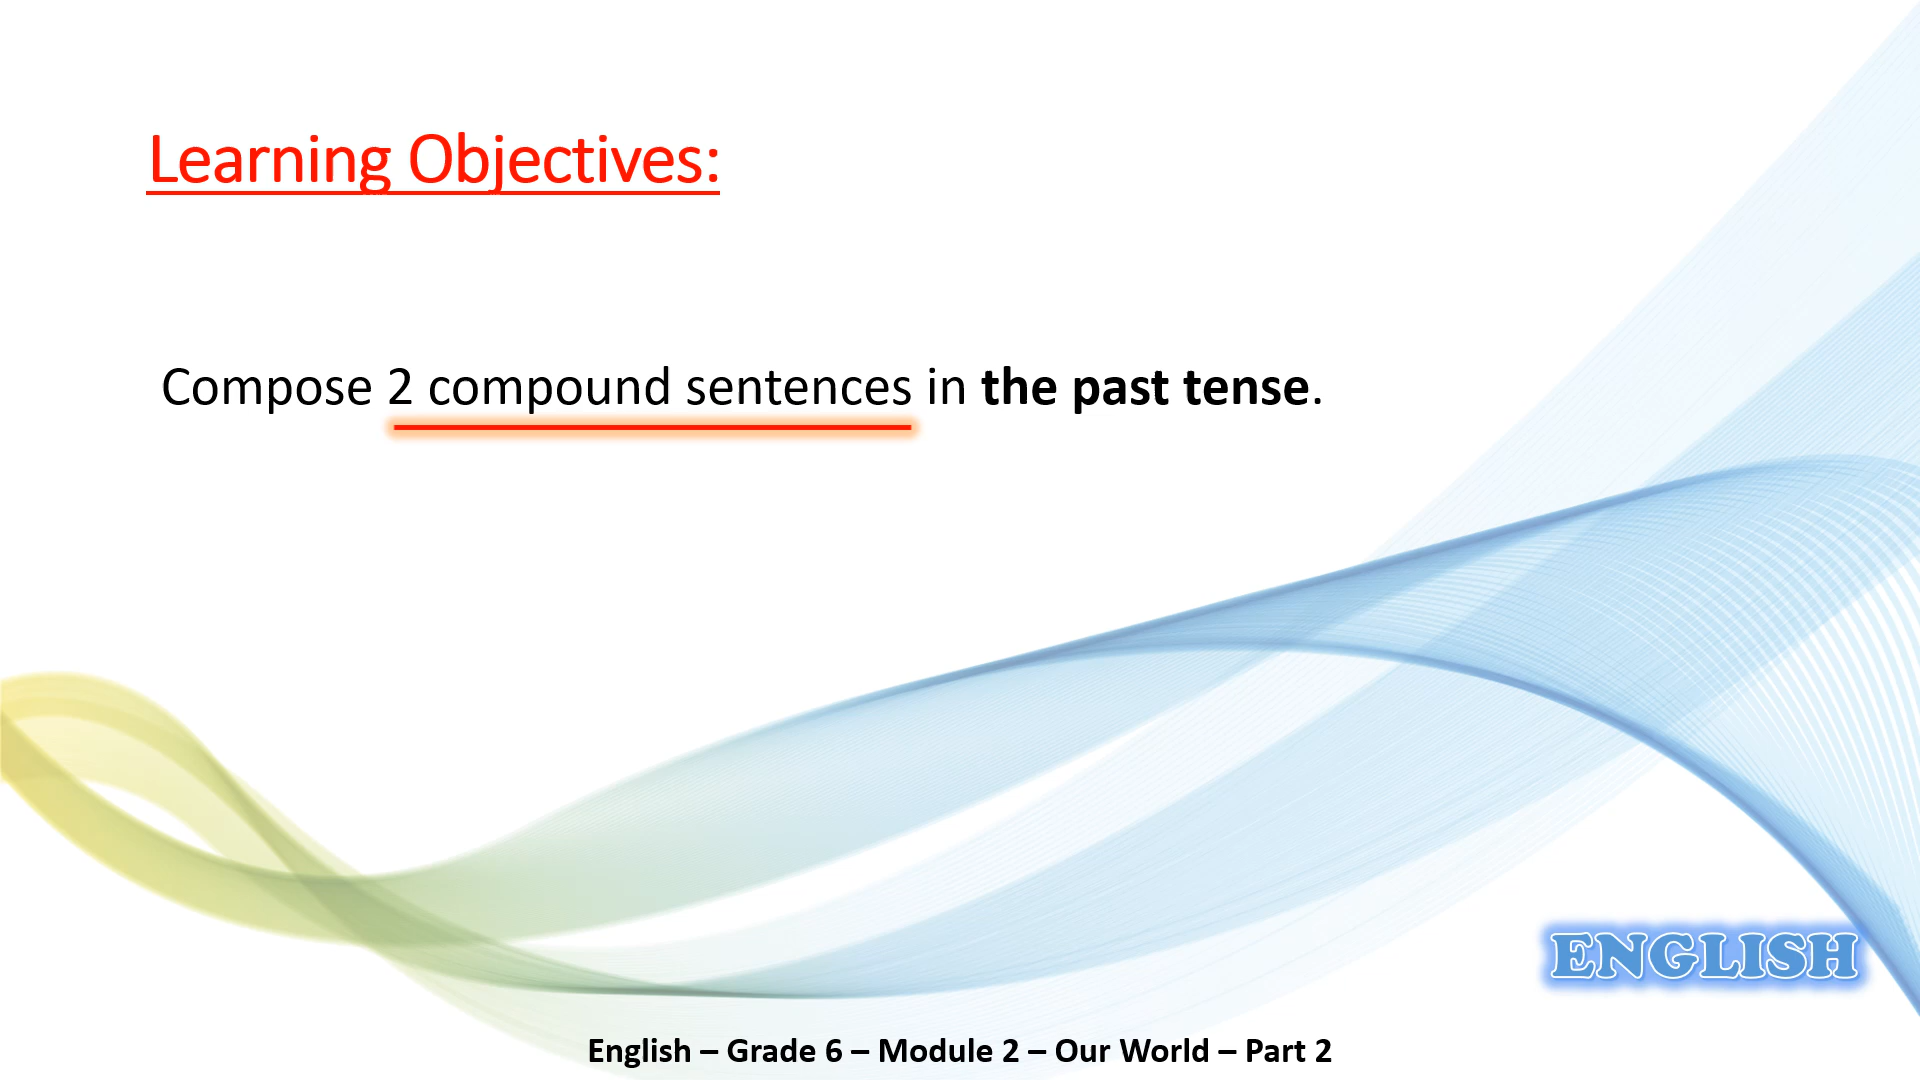 Learning Objectives:
Compose 2 compound sentences in the past tense.
ENGLISH
English – Grade 6 – Module 2 – Our World – Part 2